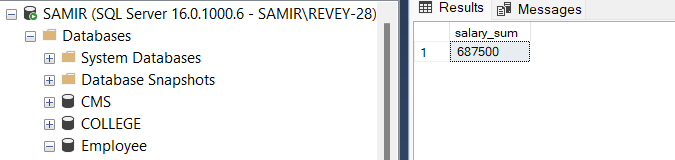 SAMIR (SQL Server 16.0.1000.6 - SAMIR\REVEY-28)
Databases
System Databases
Database Snapshots
CMS
COLLEGE
Employee
Results Messages
salary_sum
1 687500